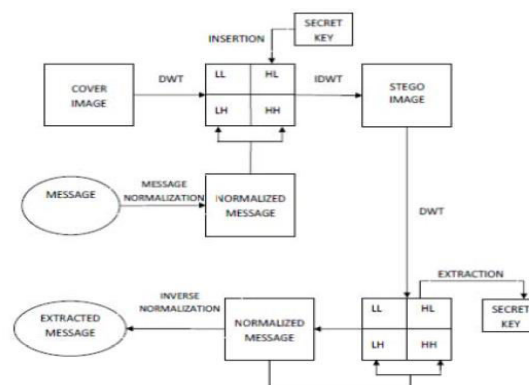 SECRET
KEY
INSERTION
DWT
LL HL
IDWT
COVER
IMAGE
STEGO
IMAGE
LH HH
MESSAGE
MESSAGE
NORMALIZATION
NORMALIZED
MESSAGE
DWT
EXTRACTION
INVERSE
NORMALIZATION
EXTRACTED
MESSAGE
NORMALIZED
MESSAGE
LL HL
LH HH
SECRET
KEY